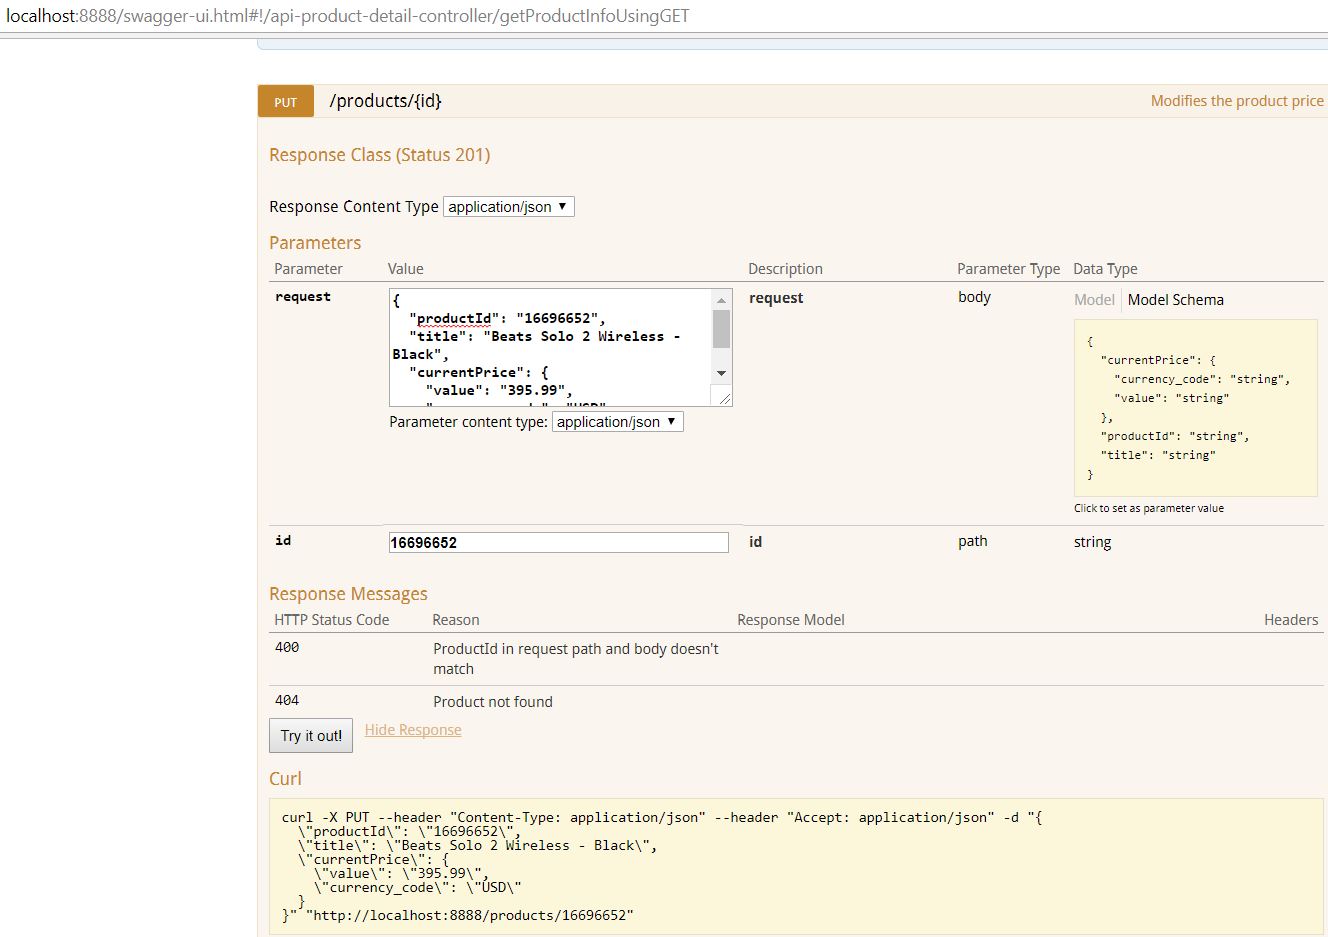 localhost:8888/swagger-ui.html#!/api-product-detail-controller/getProductInfoUsingGET
PUT /products/{id} Modifies the product price
Response Class (Status 201)
Response Content Type application/json ▼
Parameters
Parameter Value Description Parameter Type Data Type
request request body Model Model Schema
{
"productId": "16696652",
"title": "Beats Solo 2 Wireless -
Black",
"currentPrice": {
"value": "395.99",
Parameter content type: application/json ▼
{
"currentPrice": {
"currency_code": "string",
"value": "string"
},
"productId": "string",
"title": "string"
}
Click to set as parameter value
id 16696652 id path string
Response Messages
HTTP Status Code Reason Response Model Headers
400 ProductId in request path and body doesn't
match
404 Product not found
Try it out! Hide Response
Curl
curl -X PUT --header "Content-Type: application/json" --header "Accept: application/json" -d "{
\"productId\": \"16696652\",
\"title\": \"Beats Solo 2 Wireless - Black\",
\"currentPrice\": {
\"value\": \"395.99\",
\"currency_code\": \"USD\"
}
}" "http://localhost:8888/products/16696652"